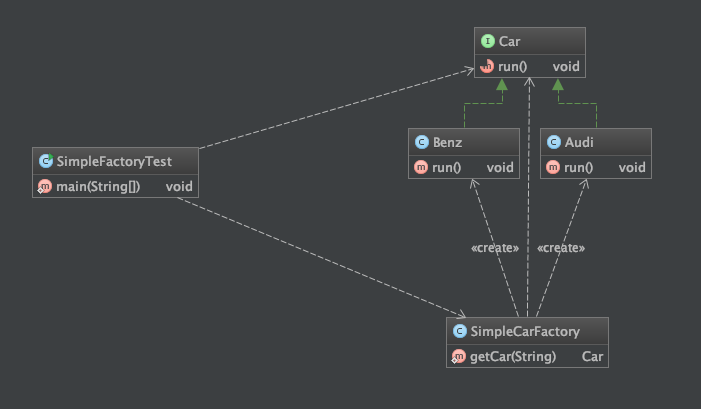 Car
run() void
Benz
run() void
Audi
run() void
SimpleFactoryTest
main(String[]) void
«create» «create»
SimpleCarFactory
getCar(String) Car